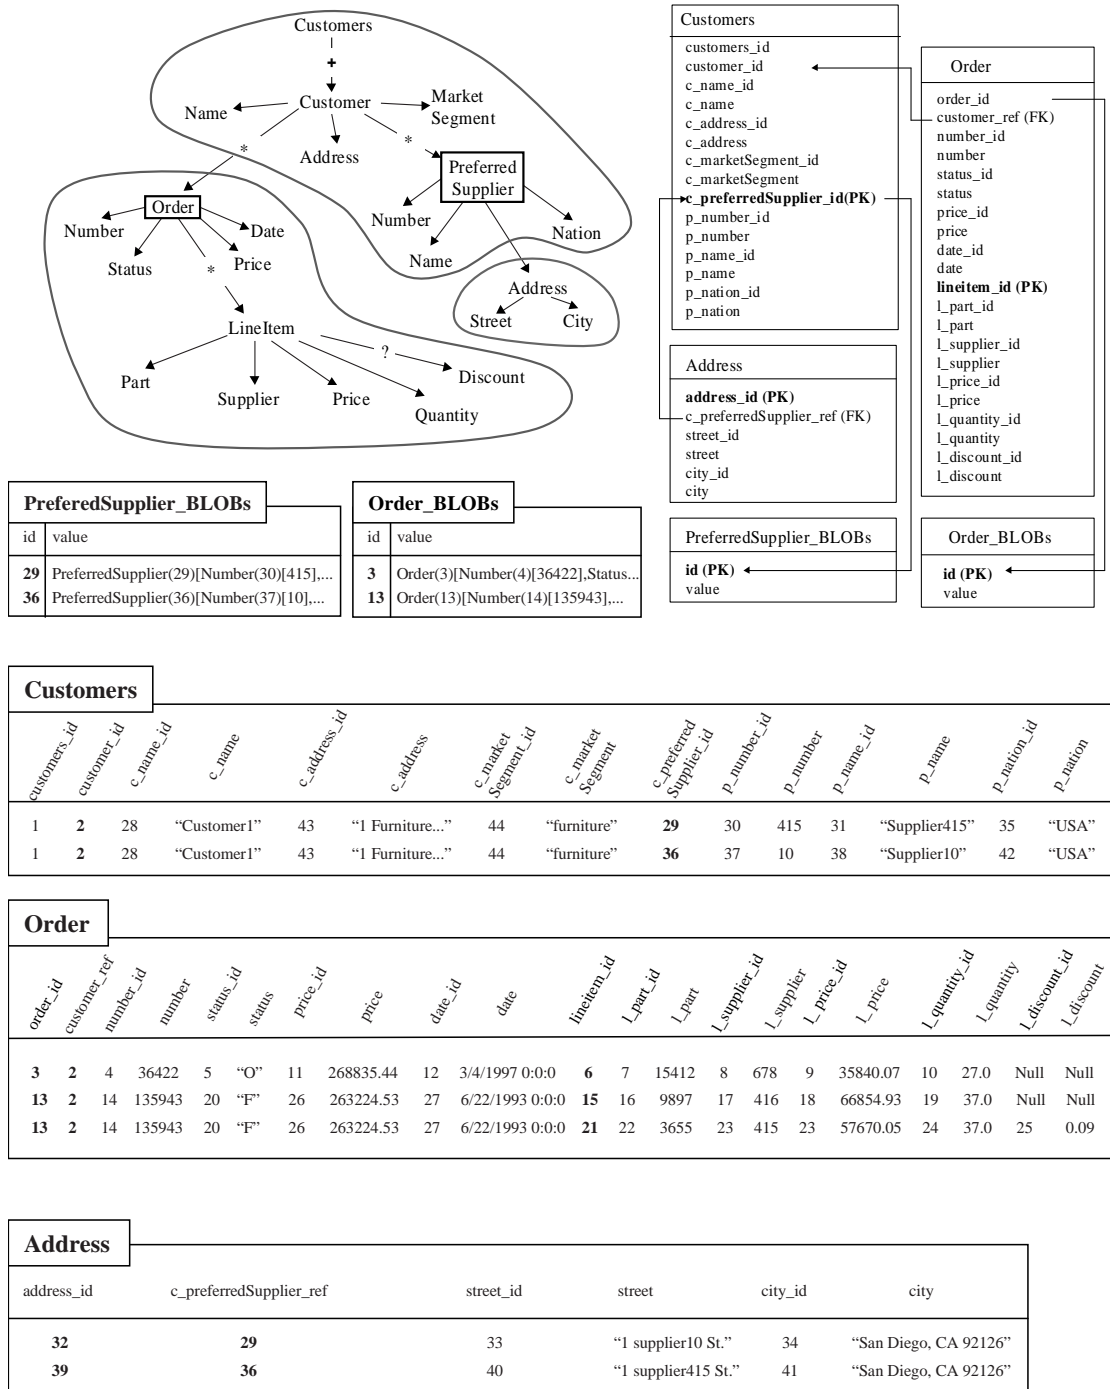 Customers
+
Customer
Name
Market
Segment
*
Address
*
Preferred
Supplier
Order
Number
Date
Status
*
Price
Number
Name
Nation
Address
Street
City
LineItem
?
Part
Supplier
Price
Quantity
Discount
Customers
customers_id
customer_id
c_name_id
c_name
c_address_id
c_address
c_marketSegment_id
c_marketSegment
c_preferredSupplier_id(PK)
p_number_id
p_number
p_name_id
p_name
p_nation_id
p_nation
Order
order_id
customer_ref (FK)
number_id
number
status_id
status
price_id
price
date_id
date
lineitem_id (PK)
l_part_id
l_part
l_supplier_id
l_supplier
l_price_id
l_price
l_quantity_id
l_quantity
l_discount_id
l_discount
Address
address_id (PK)
c_preferredSupplier_ref (FK)
street_id
street
city_id
city
PreferredSupplier_BLOBs
id (PK)
value
Order_BLOBs
id (PK)
value
PreferedSupplier_BLOBs
id value
29 PreferredSupplier(29)[Number(30)[415],...
36 PreferredSupplier(36)[Number(37)[10],...
Order_BLOBs
id value
3 Order(3)[Number(4)[36422],Status...
13 Order(13)[Number(14)[135943],...
Customers
customers_id customer_id c_name_id c_name c_address_id c_address c_market Segment_id c_market Segment c_preferred Supplier_id p_number_id p_number p_name_id p_name p_nation_id p_nation
1 2 28 “Customer1” 43 “1 Furniture...” 44 “furniture” 29 30 415 31 “Supplier415” 35 “USA”
1 2 28 “Customer1” 43 “1 Furniture...” 44 “furniture” 36 37 10 38 “Supplier10” 42 “USA”
Order
order_id customer_ref number_id number status_id status price_id price date_id date lineitem_id l_part_id l_part l_supplier_id l_supplier l_price_id l_price l_quantity_id l_quantity l_discount_id l_discount
3 2 4 36422 5 “O” 11 268835.44 12 3/4/1997 0:0:0 6 7 15412 8 678 9 35840.07 10 27.0 Null Null
13 2 14 135943 20 “F” 26 263224.53 27 6/22/1993 0:0:0 15 16 9897 17 416 18 66854.93 19 37.0 Null Null
13 2 14 135943 20 “F” 26 263224.53 27 6/22/1993 0:0:0 21 22 3655 23 415 23 57670.05 24 37.0 25 0.09
Address
address_id c_preferredSupplier_ref street_id street city_id city
32 29 33 “1 supplier10 St.” 34 “San Diego, CA 92126”
39 36 40 “1 supplier415 St.” 41 “San Diego, CA 92126”